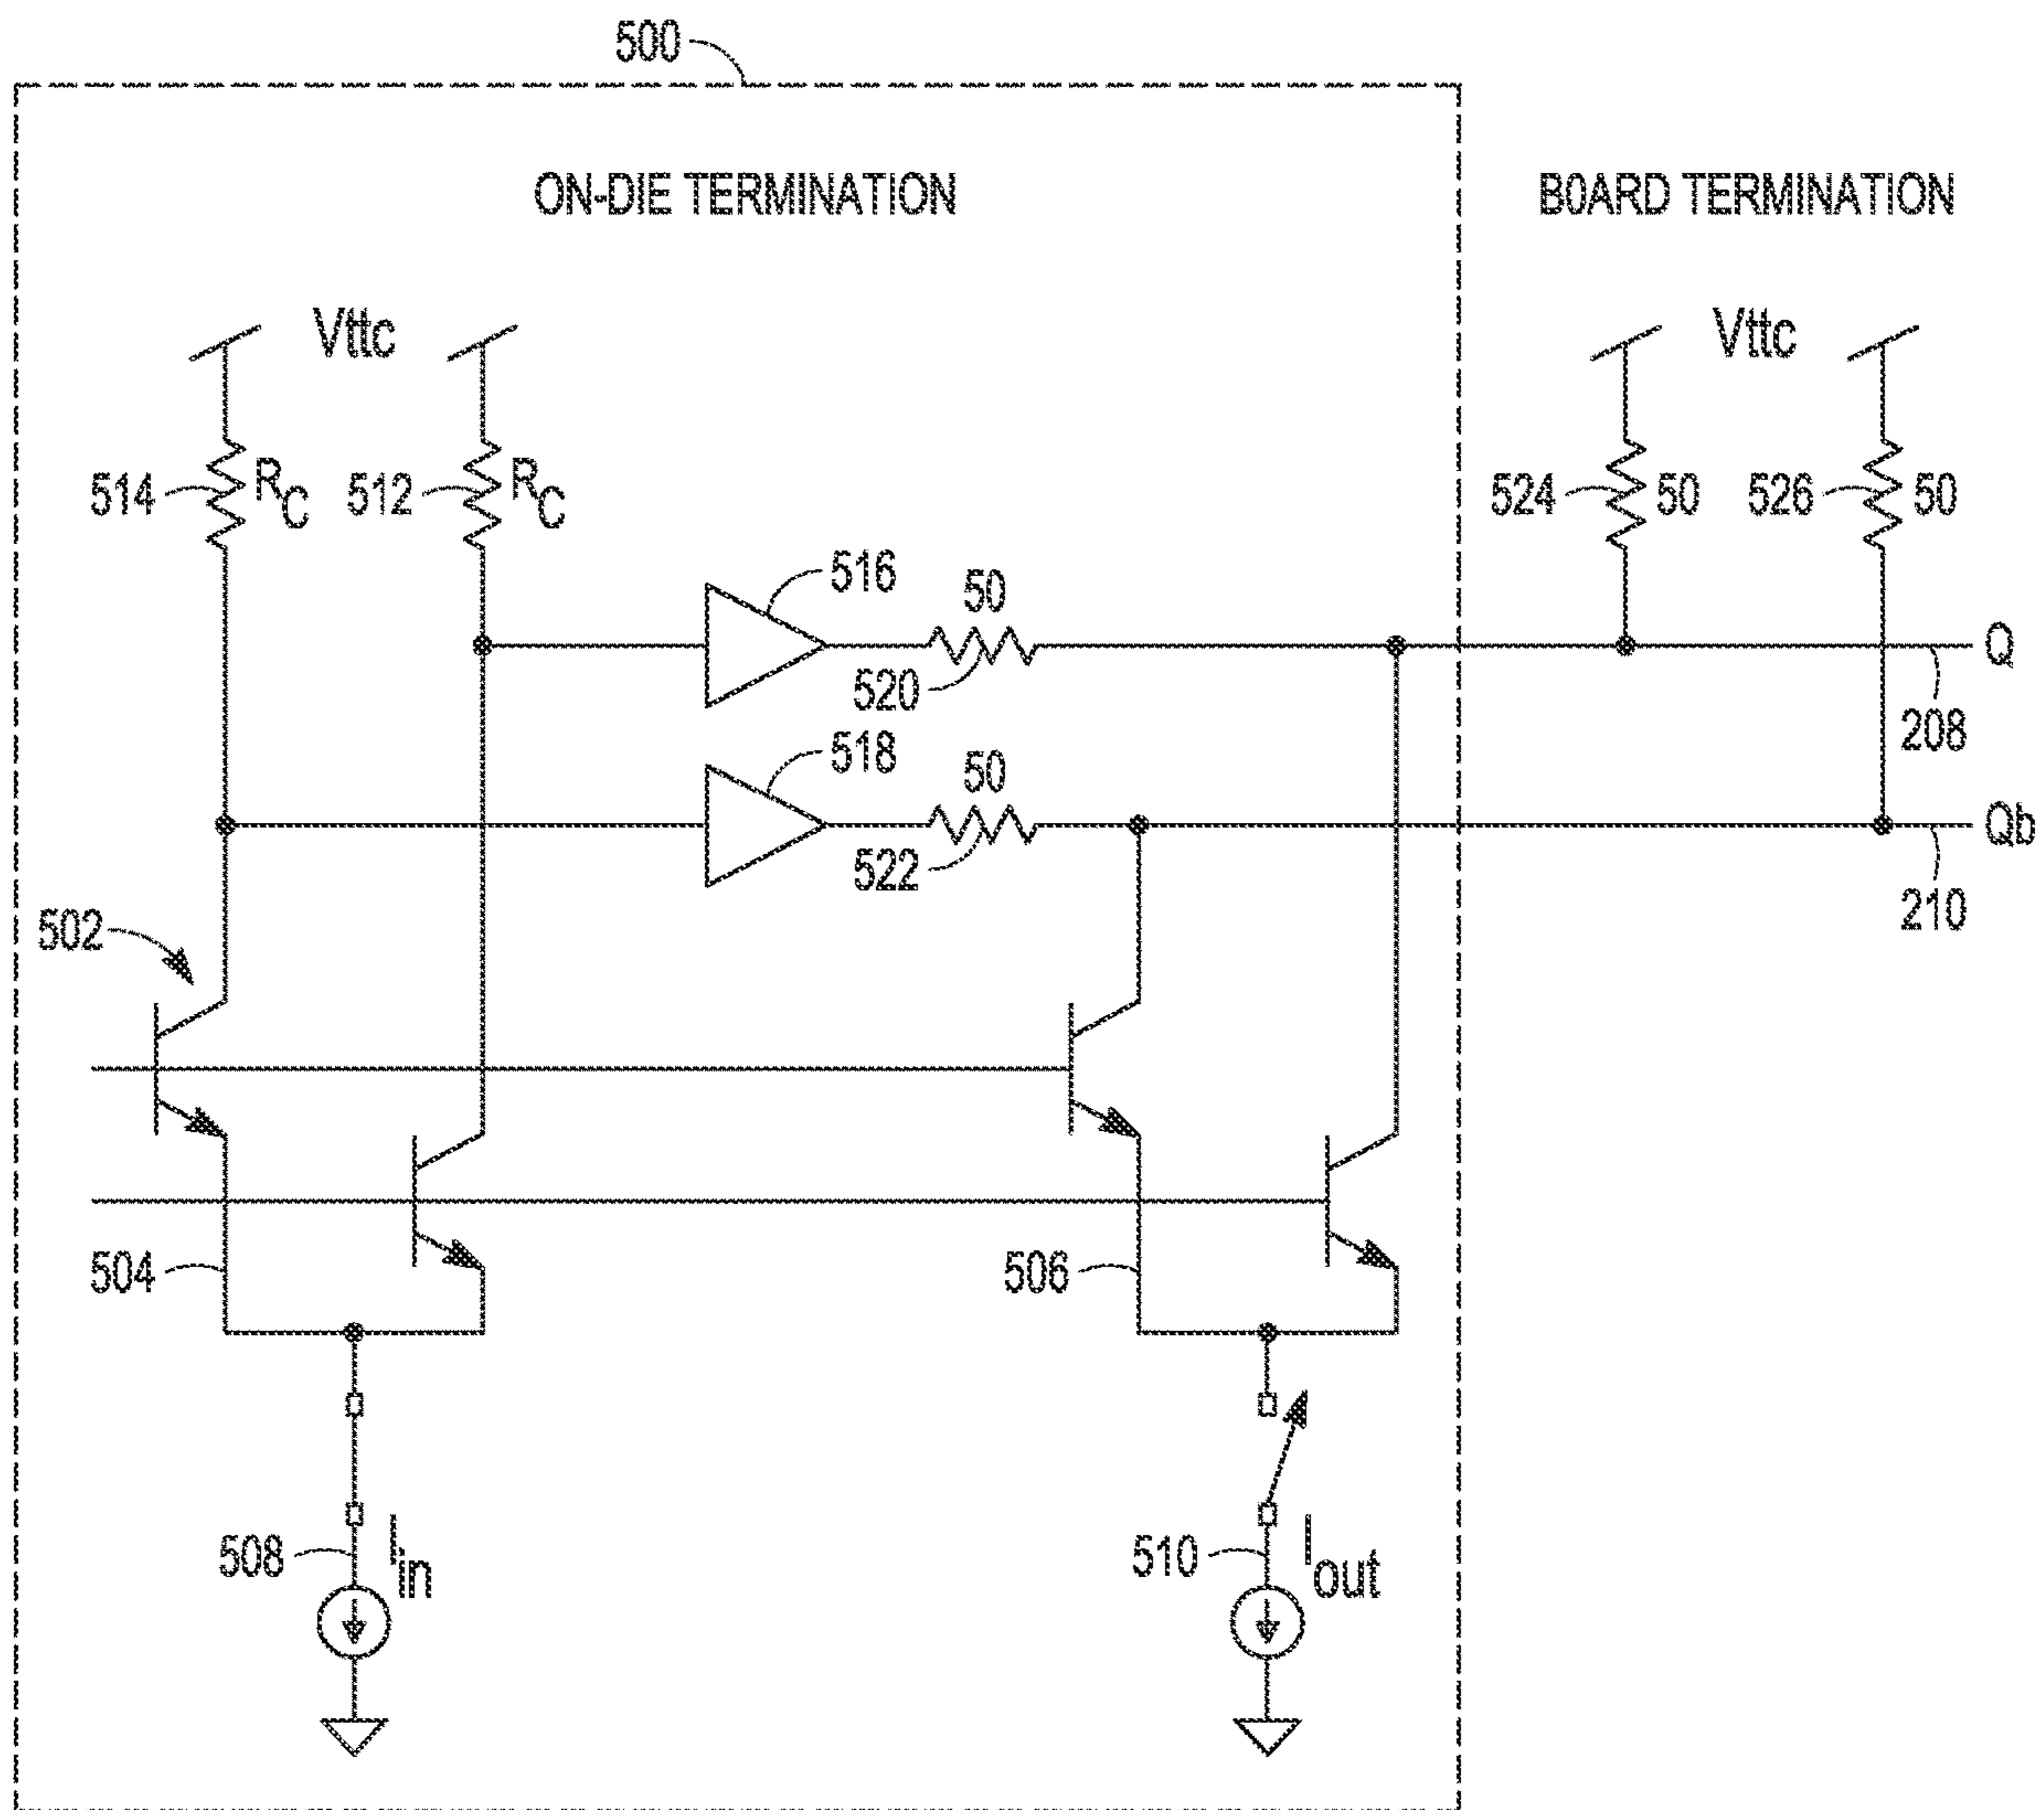 500
ON-DIE TERMINATION
B0ARD TERMINATION
Vttc
Vttc
514
RC
512
RC
524
50
526
50
516
50
520
Q
208
518
50
522
Qb
210
502
504
506
508
Iin
510
Iout